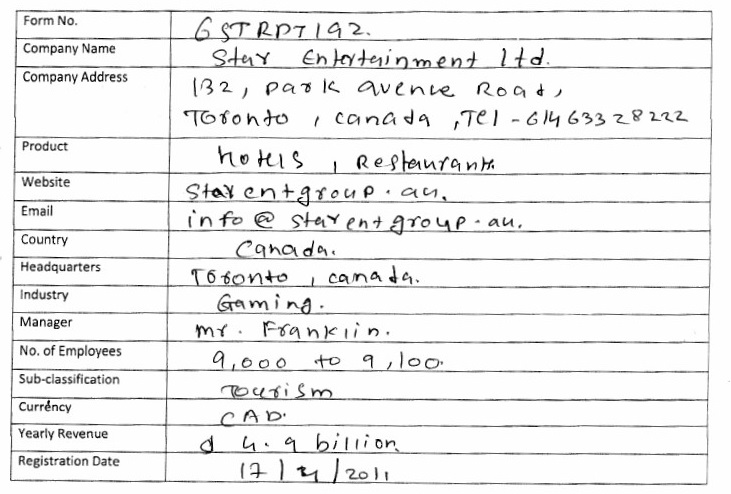 Form No. GSTRPT192.
Company Name Star Entertainment ltd.
Company Address 132, park avenue Road,
Toronto, canada, Tel - 61463328222
Product hotels, Restaurants.
Website starentgroup.au.
Email info@starentgroup.au.
Country Canada.
Headquarters Toronto, canada.
Industry Gaming.
Manager mr. Franklin.
No. of Employees 9,000 to 9,100.
Sub-classification Tourism
Currency CAD.
Yearly Revenue 4.9 billion
Registration Date 17/ /2011